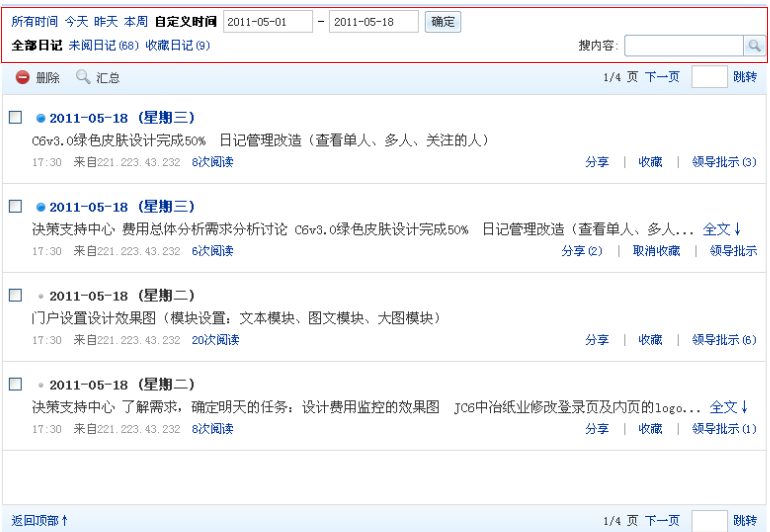 所有时间 今天 昨天 本周 自定义时间 2011-05-01 - 2011-05-18 确定
全部日记 未阅日记(68) 收藏日记(9) 搜内容:
删除 汇总 1/4 页 下一页 跳转
2011-05-18 (星期三)
C6v3.0绿色皮肤设计完成50% 日记管理改造（查看单人、多人、关注的人）
17:30 来自221.223.43.232 8次阅读 分享 | 收藏 | 领导批示(3)
2011-05-18 (星期三)
决策支持中心 费用总体分析需求分析讨论 C6v3.0绿色皮肤设计完成50% 日记管理改造（查看单人、多人... 全文↓
17:30 来自221.223.43.232 6次阅读 分享(2) | 取消收藏 | 领导批示
2011-05-18 (星期二)
门户设置设计效果图（模块设置：文本模块、图文模块、大图模块）
17:30 来自221.223.43.232 20次阅读 分享 | 收藏 | 领导批示(6)
2011-05-18 (星期二)
决策支持中心 了解需求，确定明天的任务：设计费用监控的效果图 JC6中冶纸业修改登录页及内页的logo... 全文↓
17:30 来自221.223.43.232 8次阅读 分享 | 收藏 | 领导批示(1)
返回顶部↑ 1/4 页 下一页 跳转